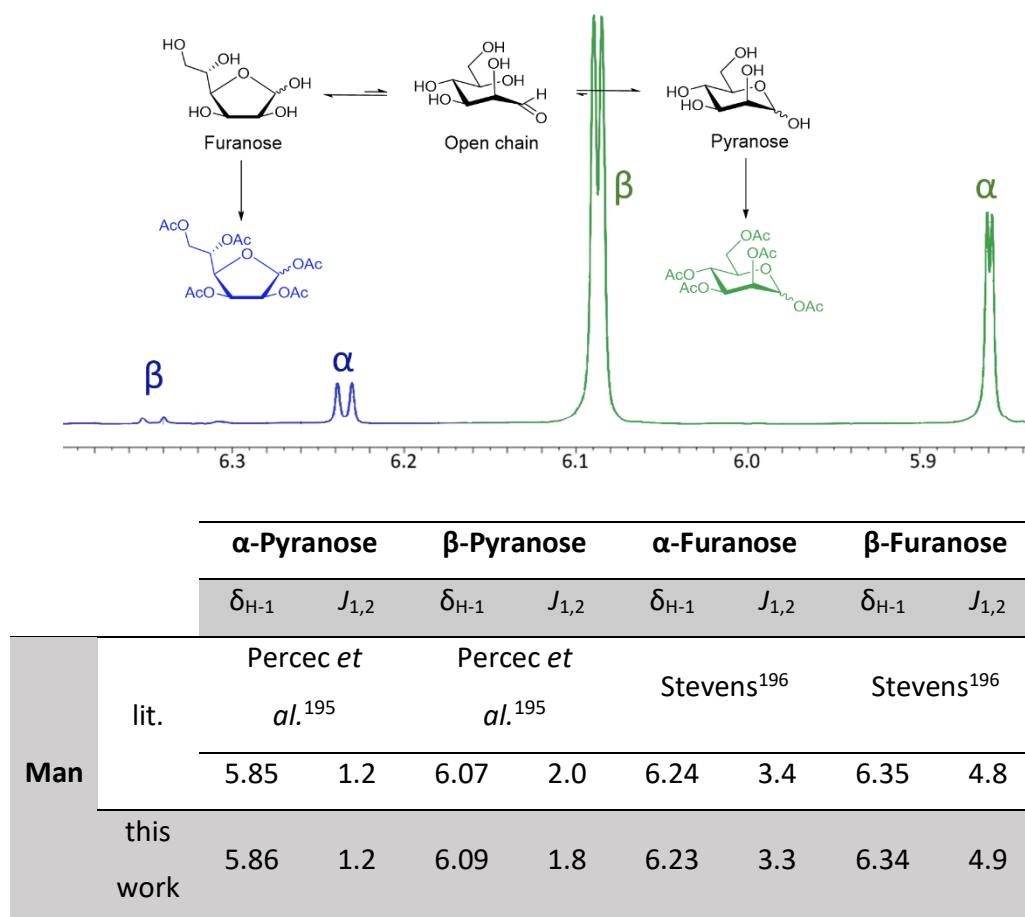 HO
OH
O
OH
HO
OH
Furanose
OH
OH
HO
OH
HO
H
O
Open chain
OH
OH
HO
O
HO
OH
Pyranose
AcO
OAc
O
OAc
AcO
OAc
OAc
OAc
AcO
O
AcO
OAc
β
α
β
α
6.3
6.2
6.1
6.0
5.9
α-Pyranose β-Pyranose α-Furanose β-Furanose
δH-1 J1,2 δH-1 J1,2 δH-1 J1,2 δH-1 J1,2
Man
lit.
Percec et al.195
Percec et al.195
Stevens196
Stevens196
5.85 1.2 6.07 2.0 6.24 3.4 6.35 4.8
this work
5.86 1.2 6.09 1.8 6.23 3.3 6.34 4.9